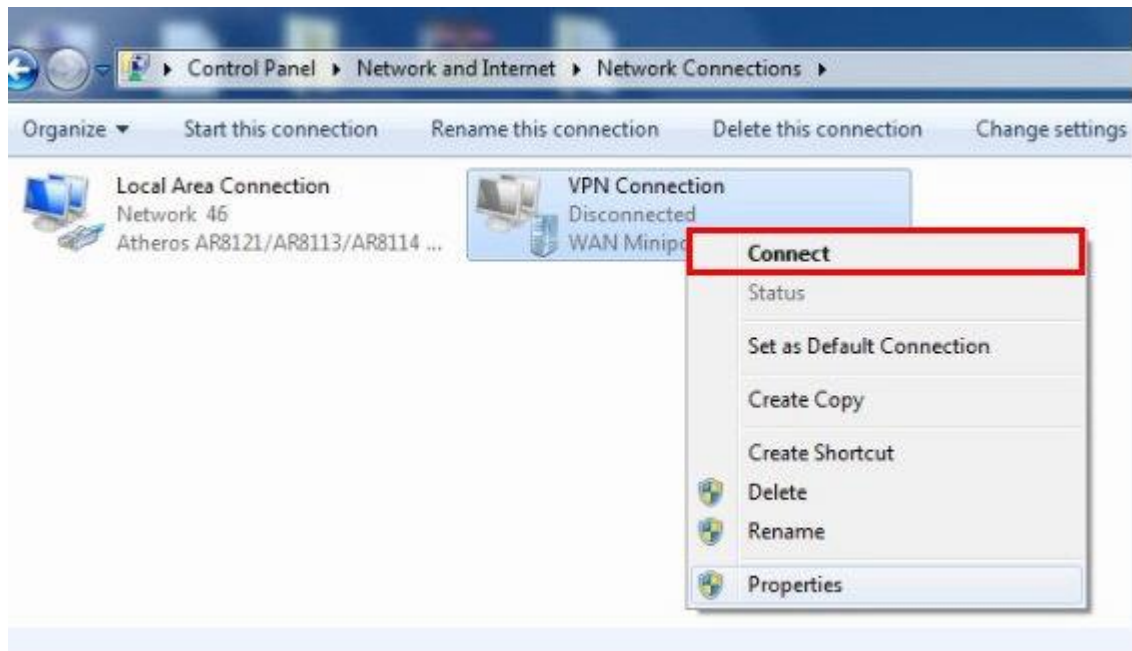 Control Panel ▸ Network and Internet ▸ Network Connections ▸
Organize ▼ Start this connection Rename this connection Delete this connection Change settings
Local Area Connection
Network 46
Atheros AR8121/AR8113/AR8114 ...
VPN Connection
Disconnected
WAN
Connect
Status
Set as Default Connection
Create Copy
Create Shortcut
Delete
Rename
Properties